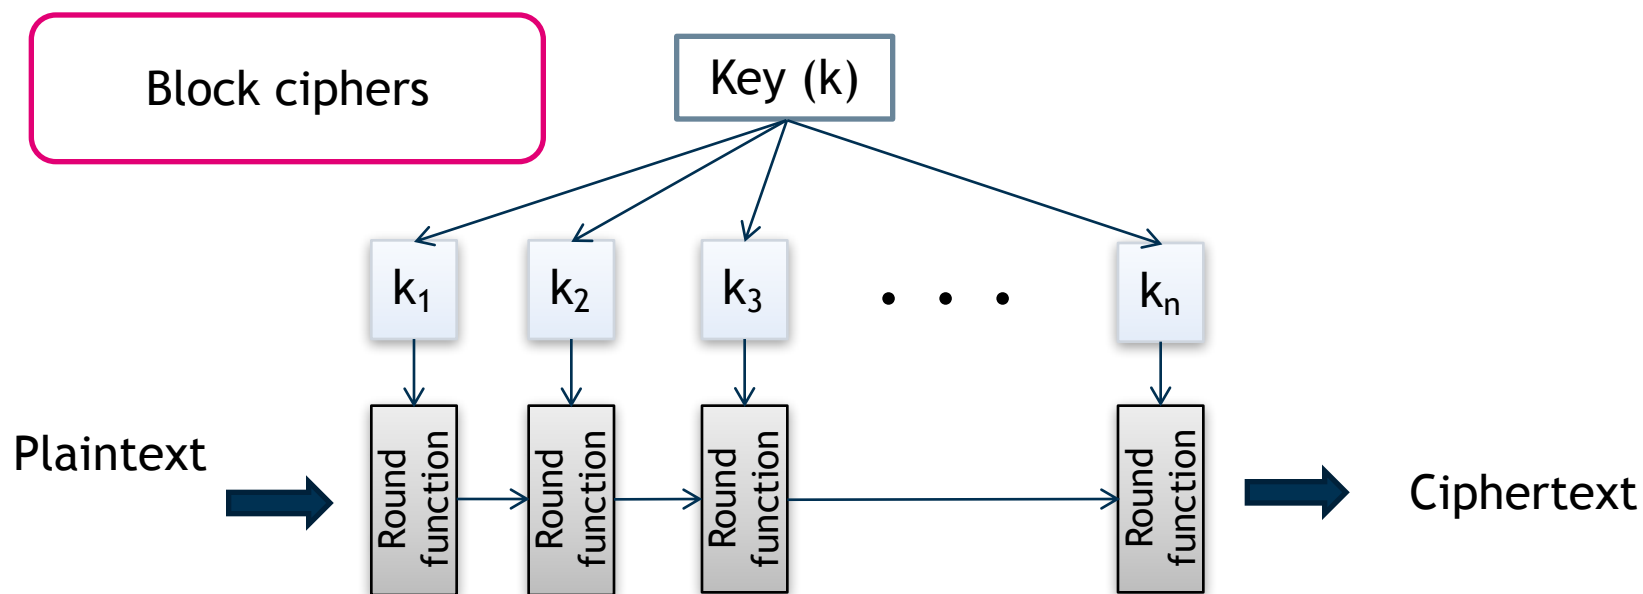 Block ciphers
Key (k)
k₁
k₂
k₃
. . .
kₙ
Plaintext
Round
function
Round
function
Round
function
Round
function
Ciphertext